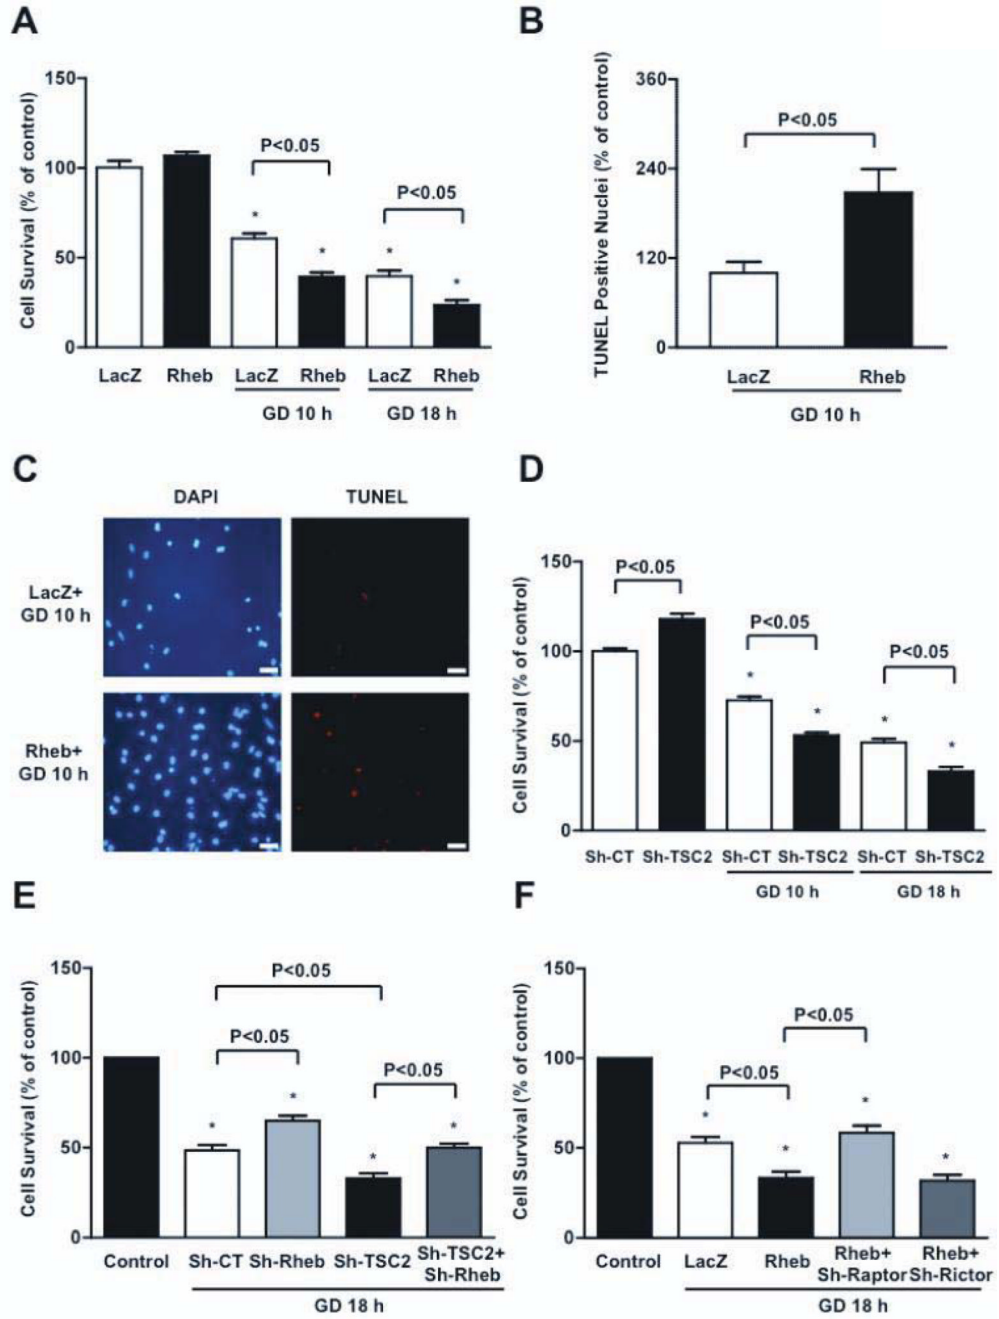 A
150
100
50
0
Cell Survival (% of control)
P<0.05
P<0.05
*
*
*
*
LacZ Rheb LacZ Rheb LacZ Rheb
GD 10 h GD 18 h
B
360
240
120
0
TUNEL Positive Nuclei (% of control)
P<0.05
LacZ Rheb
GD 10 h
C
DAPI TUNEL
LacZ+
GD 10 h
Rheb+
GD 10 h
D
150
100
50
0
Cell Survival (% of control)
P<0.05
P<0.05
P<0.05
*
*
*
*
Sh-CT Sh-TSC2 Sh-CT Sh-TSC2 Sh-CT Sh-TSC2
GD 10 h GD 18 h
E
150
100
50
0
Cell Survival (% of control)
P<0.05
P<0.05
P<0.05
*
*
*
*
Control Sh-CT Sh-Rheb Sh-TSC2 Sh-TSC2+
Sh-Rheb
GD 18 h
F
150
100
50
0
Cell Survival (% of control)
P<0.05
P<0.05
*
*
*
*
Control LacZ Rheb Rheb+ Rheb+
Sh-Raptor Sh-Rictor
GD 18 h